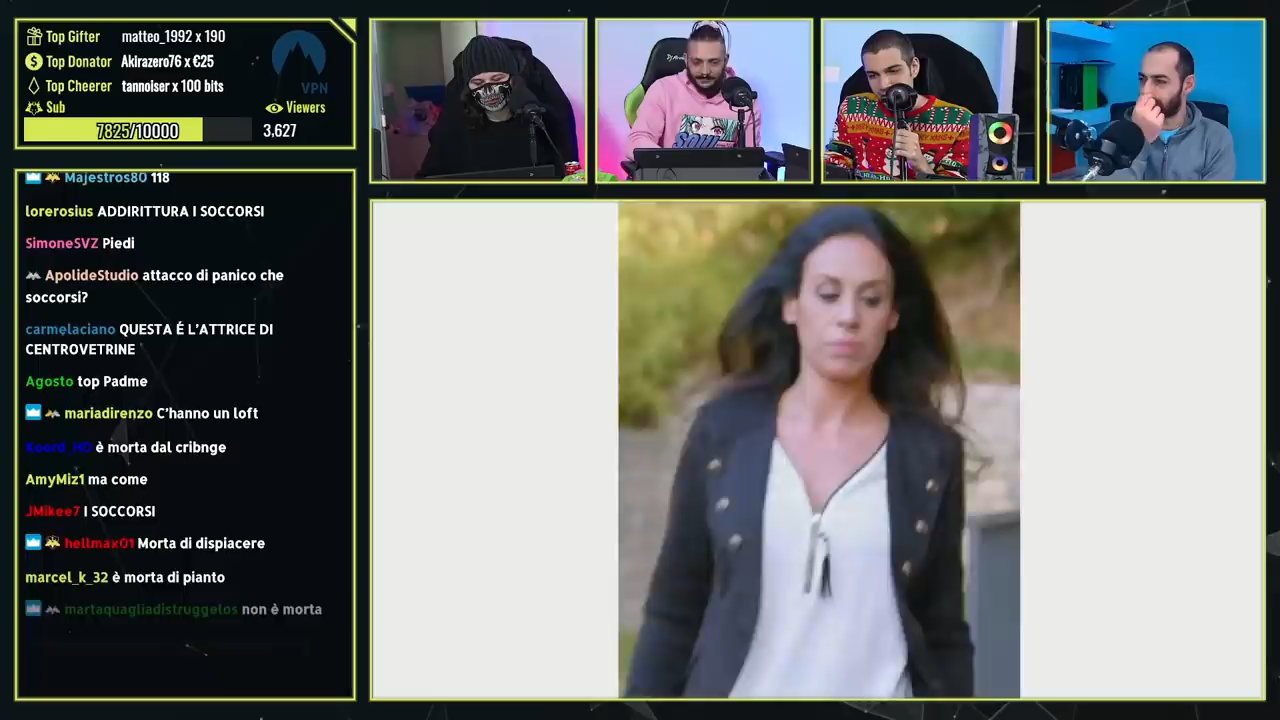 Top Gifter matteo_1992 x 190
Top Donator Akirazero76 x €25
Top Cheerer tannoiser x 100 bits
VPN
Sub
Viewers
7825/10000
3.627
Majestros80 118
lorerosius ADDIRITTURA I SOCCORSI
SimoneSVZ Piedi
ApolideStudio attacco di panico che
soccorsi?
carmelaciano QUESTA É L'ATTRICE DI
CENTROVETRINE
Agosto top Padme
mariadirenzo C'hanno un loft
è morta dal cribnge
AmyMiz1 ma come
JMikee7 I SOCCORSI
hellmax01 Morta di dispiacere
marcel_k_32 è morta di pianto
martaquagliadistruggelos non è morta